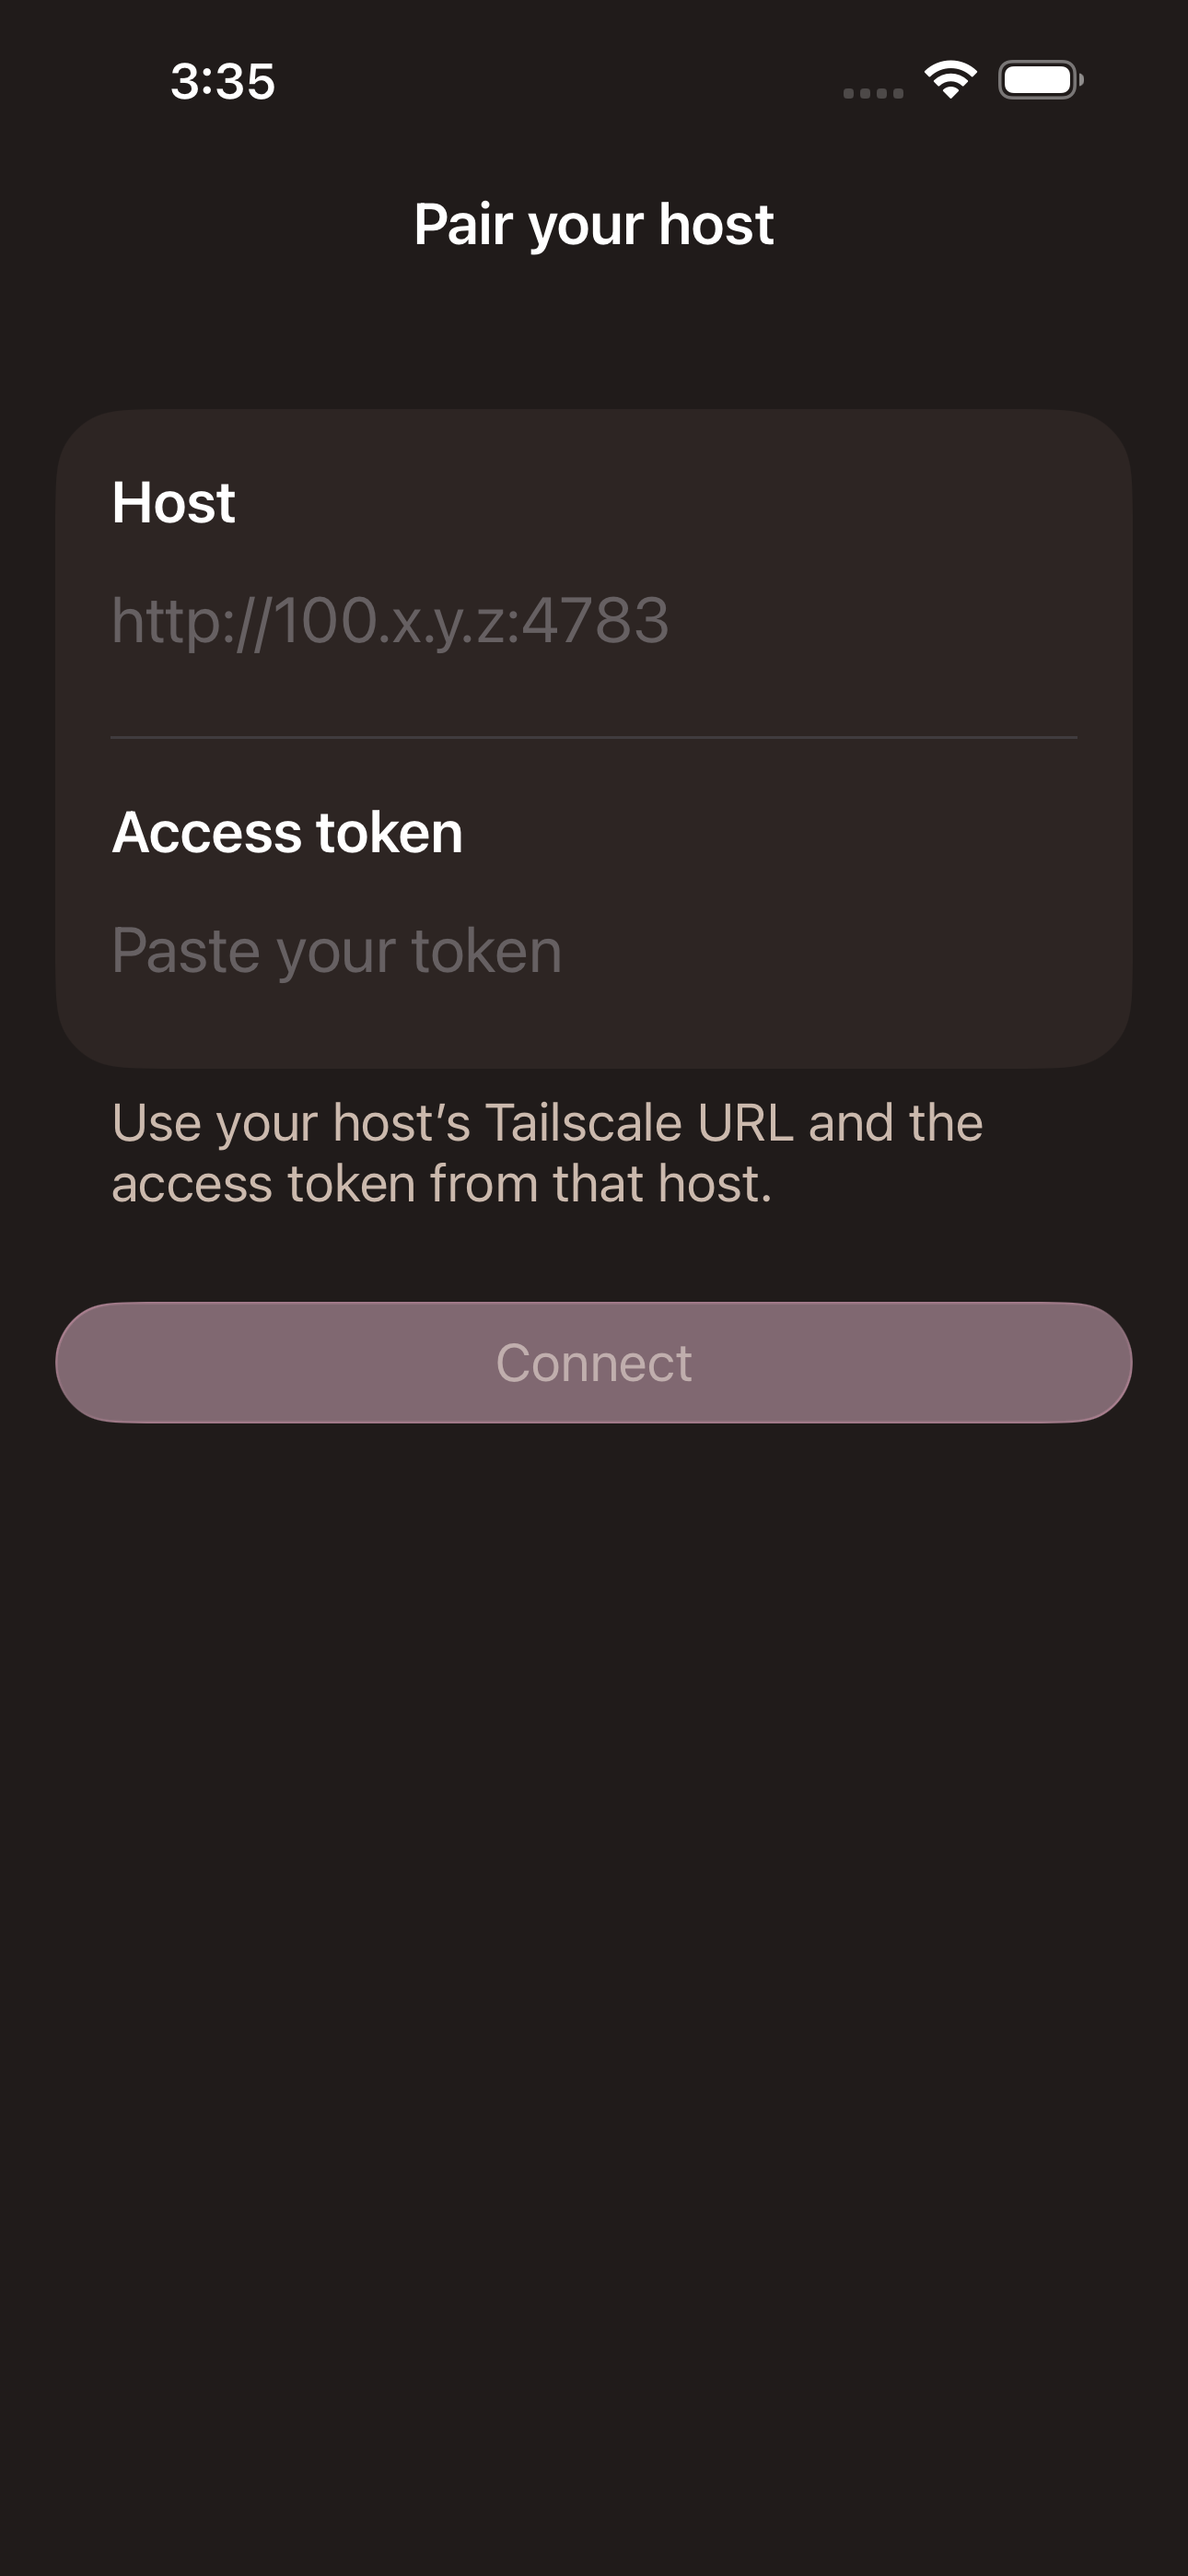 3:35
Pair your host
Host
http://100.x.y.z:4783
Access token
Paste your token
Use your host’s Tailscale URL and the
access token from that host.
Connect